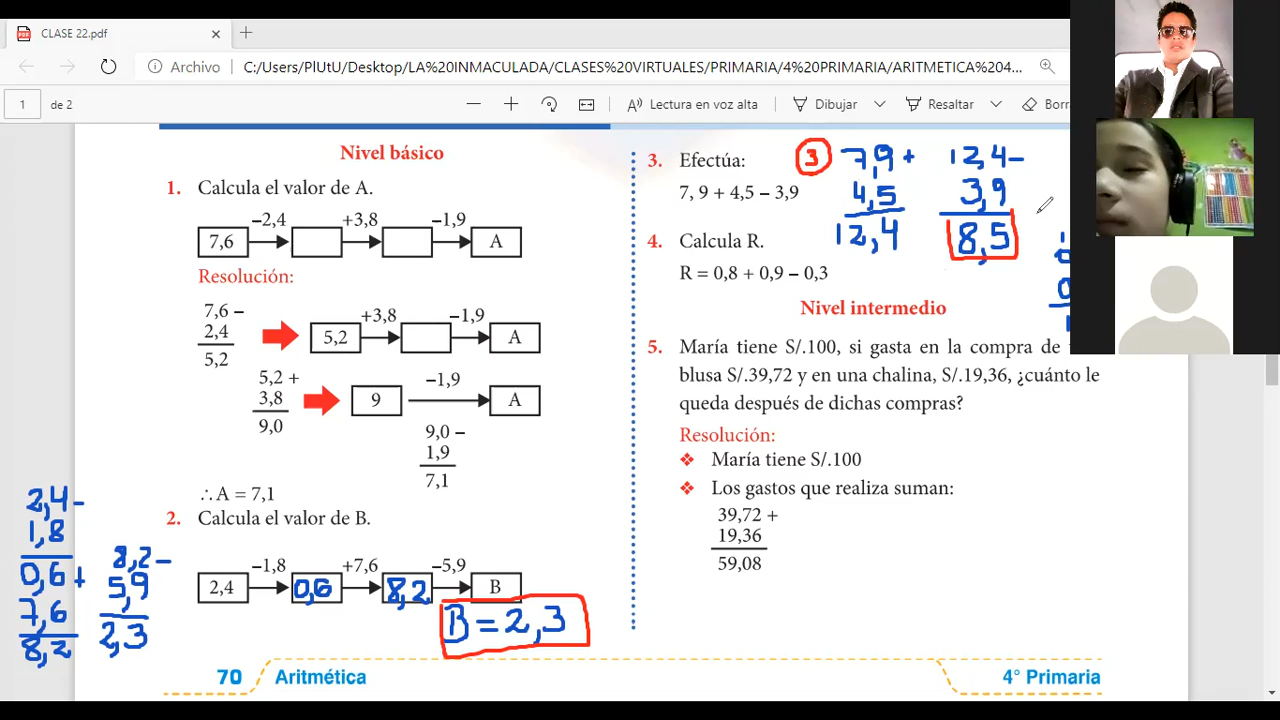 CLASE 22.pdf
Archivo C:/Users/PlUtU/Desktop/LA%20INMACULADA/CLASES%20VIRTUALES/PRIMARIA/4%20PRIMARIA/ARITMETICA%204...
1 de 2 Lectura en voz alta Dibujar Resaltar Borr
Nivel básico
1. Calcula el valor de A.
−2,4 +3,8 −1,9
7,6 A
Resolución:
7,6 −
2,4
5,2
+3,8 −1,9
5,2 A
5,2 +
3,8
9,0
−1,9
9 A
9,0 −
1,9
7,1
∴ A = 7,1
2. Calcula el valor de B.
−1,8 +7,6 −5,9
2,4 0,6 8,2 B
B = 2,3
2,4 −
1,8
0,6 +
7,6
8,2
8,2 −
5,9
2,3
3. Efectúa:
7, 9 + 4,5 − 3,9
3
7,9 +
4,5
12,4
12,4 −
3,9
8,5
4. Calcula R.
R = 0,8 + 0,9 − 0,3
Nivel intermedio
5. María tiene S/.100, si gasta en la compra de
blusa S/.39,72 y en una chalina, S/.19,36, ¿cuánto le
queda después de dichas compras?
Resolución:
❖ María tiene S/.100
❖ Los gastos que realiza suman:
39,72 +
19,36
59,08
70 Aritmética
4° Primaria